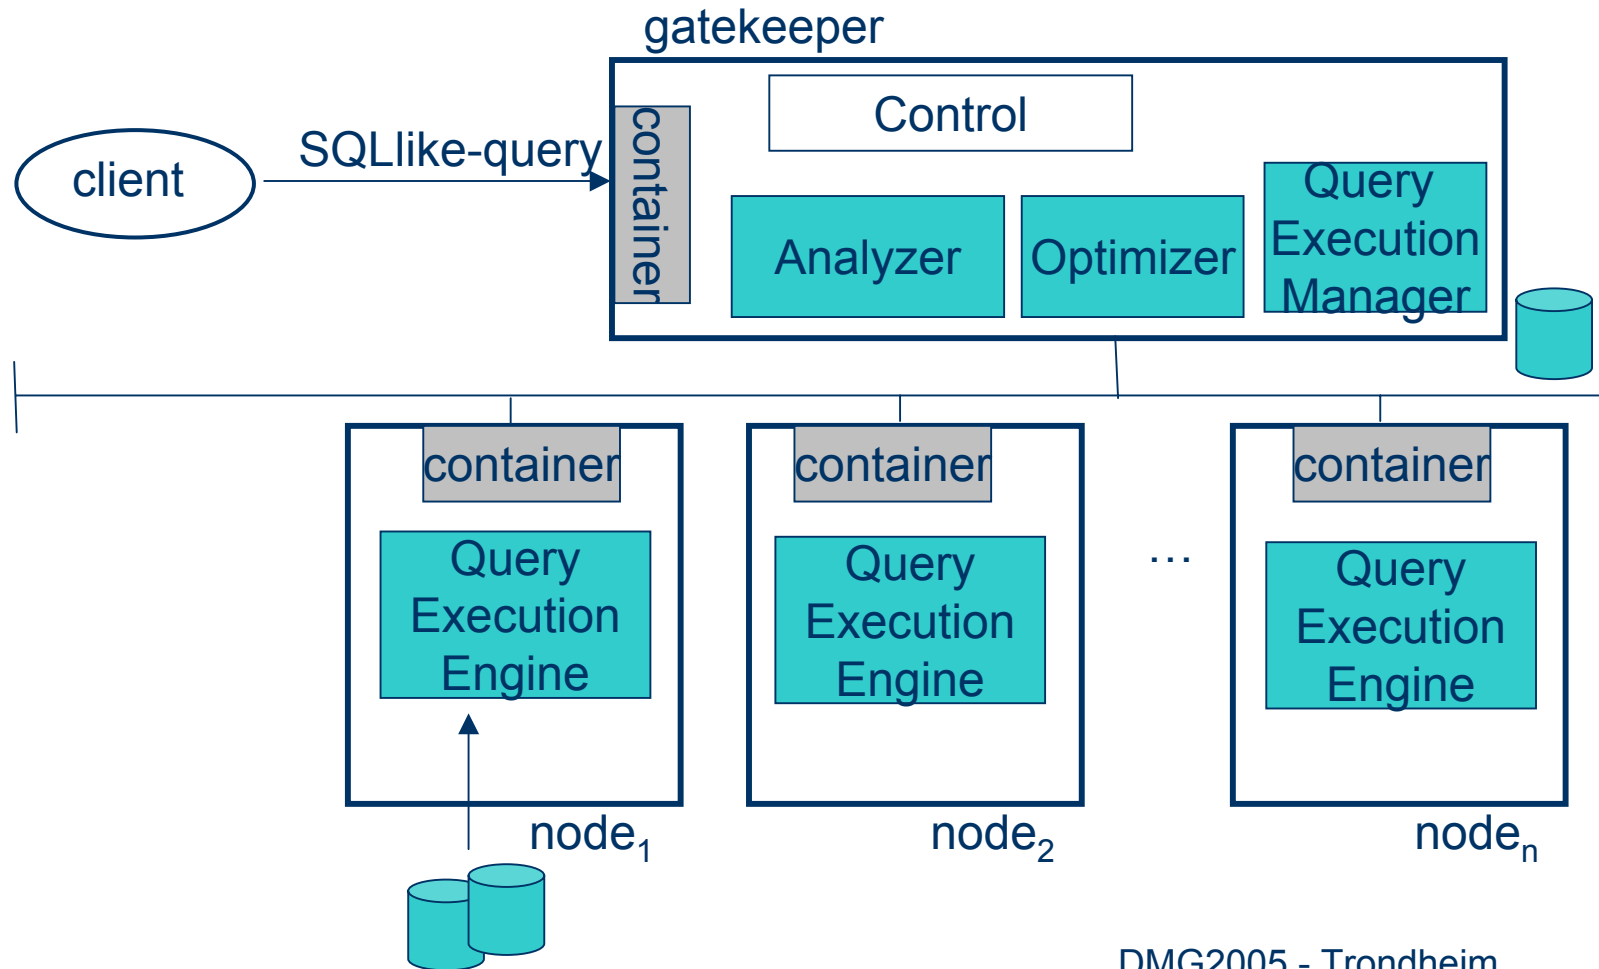 gatekeeper
Control
container
SQLlike-query
client
Analyzer
Optimizer
Query
Execution
Manager
container
container
container
Query
Execution
Engine
Query
Execution
Engine
...
Query
Execution
Engine
node1
node2
noden
DMG2005 - Trondheim